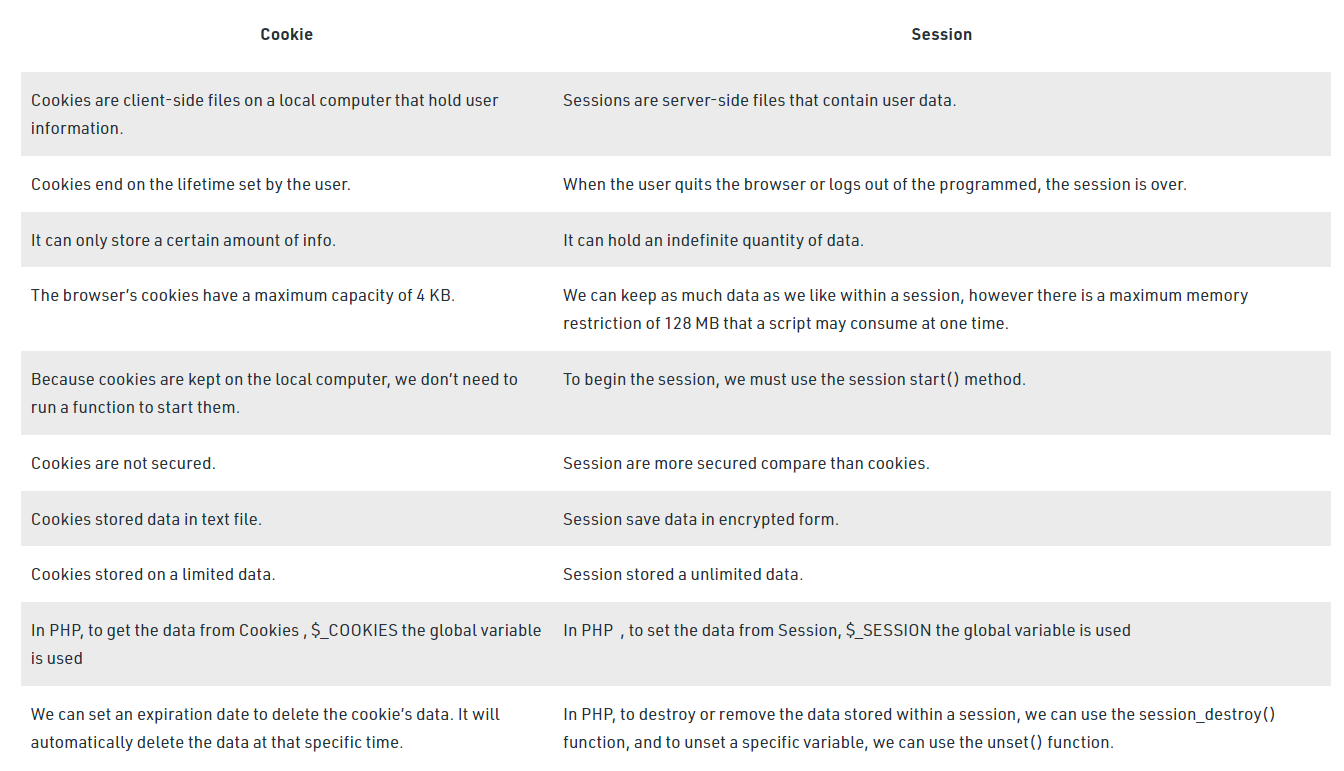 Cookie Session
Cookies are client-side files on a local computer that hold user
information.
Sessions are server-side files that contain user data.
Cookies end on the lifetime set by the user.
When the user quits the browser or logs out of the programmed, the session is over.
It can only store a certain amount of info.
It can hold an indefinite quantity of data.
The browser’s cookies have a maximum capacity of 4 KB.
We can keep as much data as we like within a session, however there is a maximum memory
restriction of 128 MB that a script may consume at one time.
Because cookies are kept on the local computer, we don’t need to
run a function to start them.
To begin the session, we must use the session start() method.
Cookies are not secured.
Session are more secured compare than cookies.
Cookies stored data in text file.
Session save data in encrypted form.
Cookies stored on a limited data.
Session stored a unlimited data.
In PHP, to get the data from Cookies , $_COOKIES the global variable
is used
In PHP  , to set the data from Session, $_SESSION the global variable is used
We can set an expiration date to delete the cookie’s data. It will
automatically delete the data at that specific time.
In PHP, to destroy or remove the data stored within a session, we can use the session_destroy()
function, and to unset a specific variable, we can use the unset() function.